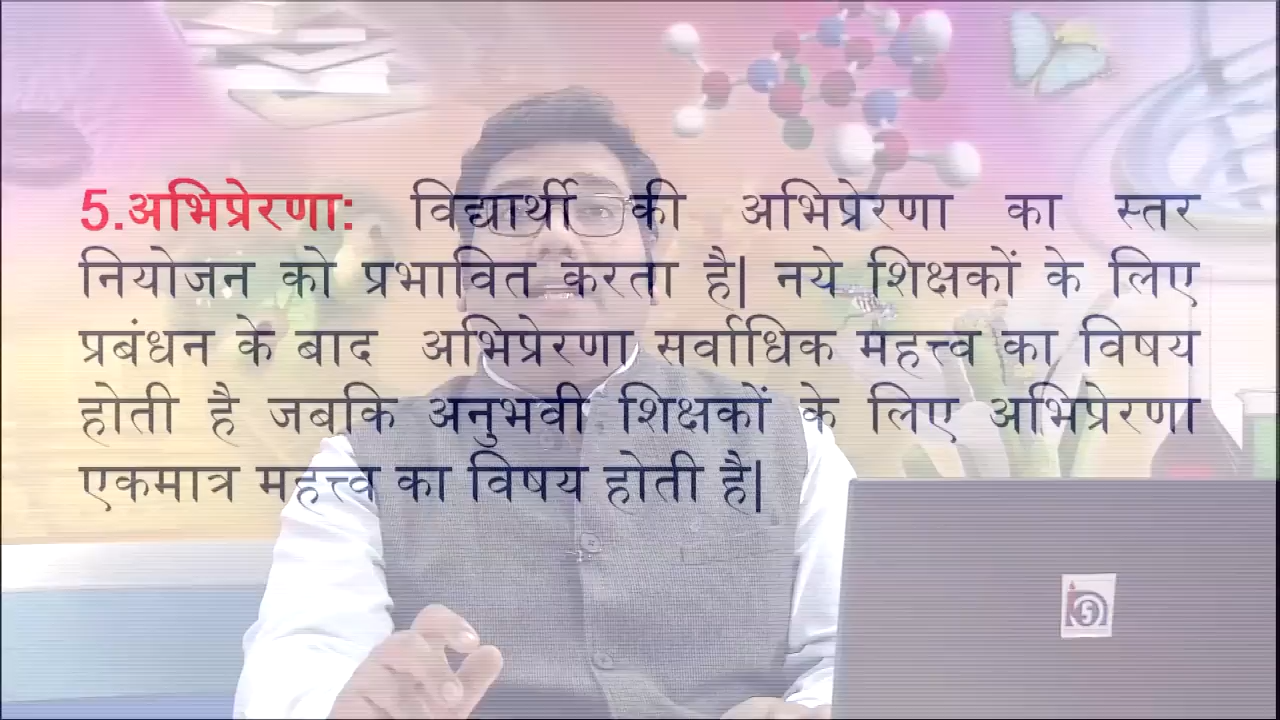 5.अभिप्रेरणा: विद्यार्थी की अभिप्रेरणा का स्तर
नियोजन को प्रभावित करता है| नये शिक्षकों के लिए
प्रबंधन के बाद अभिप्रेरणा सर्वाधिक महत्त्व का विषय
होती है जबकि अनुभवी शिक्षकों के लिए अभिप्रेरणा
एकमात्र महत्त्व का विषय होती है|